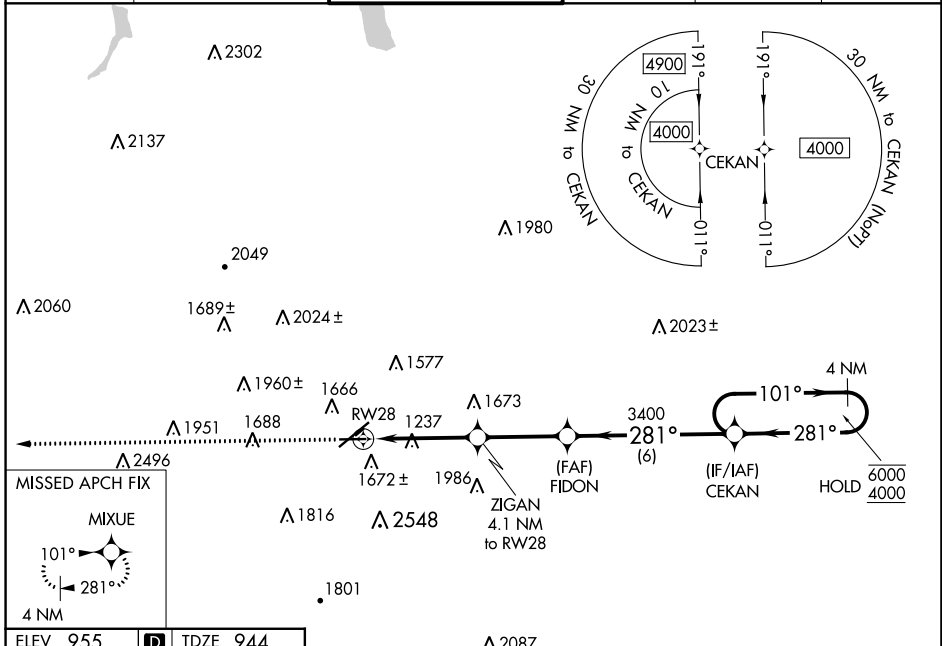 2302
4900
191°
191°
30 NM to CEKAN
10 NM to CEKAN
4000
CEKAN
4000
30 NM to CEKAN (NoPT)
011°
011°
2137
1980
2049
2060
1689±
2024±
2023±
1577
4 NM
1960±
1666
1673
101°
RW28
3400
1951
1688
1237
281°
281°
(6)
2496
1672±
1986
(FAF)
FIDON
(IF/IAF)
CEKAN
HOLD
6000
4000
ZIGAN
4.1 NM
to RW28
1816
2548
MISSED APCH FIX
MIXUE
101°
281°
4 NM
1801
ELEV 955
D
TDZE 944
2087